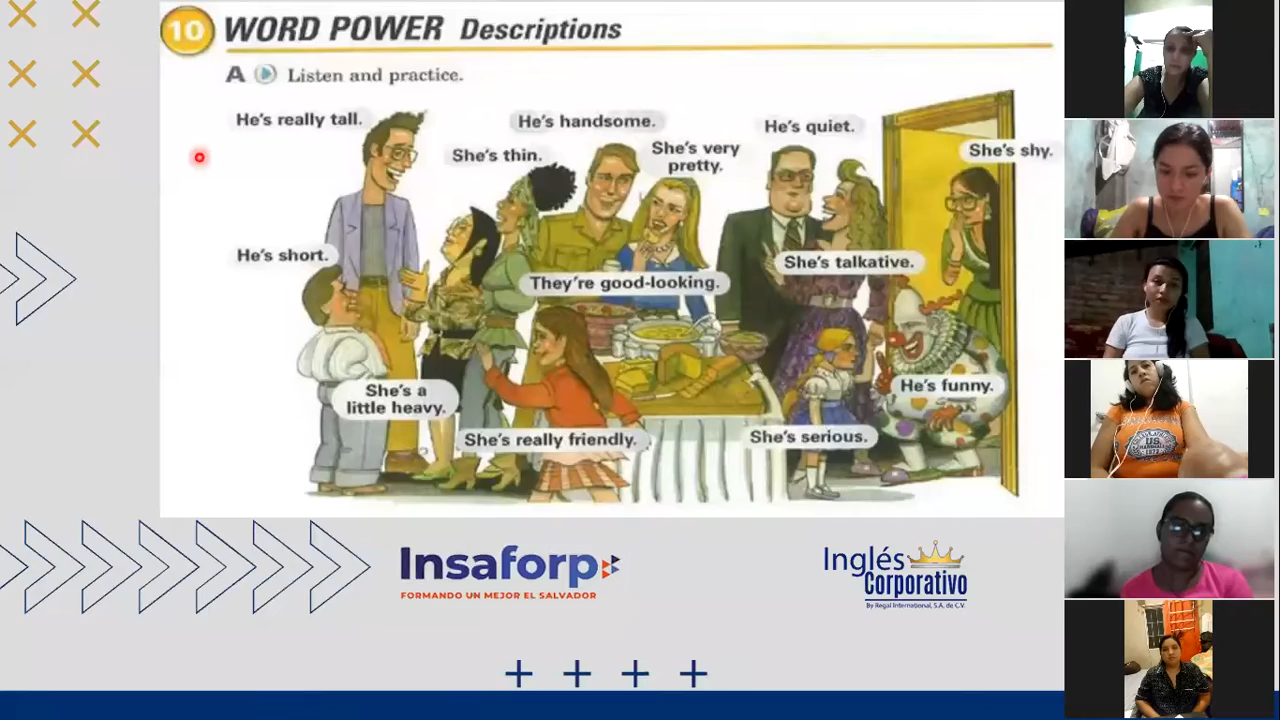 10 WORD POWER Descriptions
A Listen and practice.
He's really tall.
He's handsome.
He's quiet.
She's thin.
She's very
pretty.
She's shy.
He's short.
They're good-looking.
She's talkative.
She's a
little heavy.
He's funny.
She's really friendly.
She's serious.
Insaforp
FORMANDO UN MEJOR EL SALVADOR
Inglés
Corporativo
By Regal International, S.A. de C.V.
U.S.